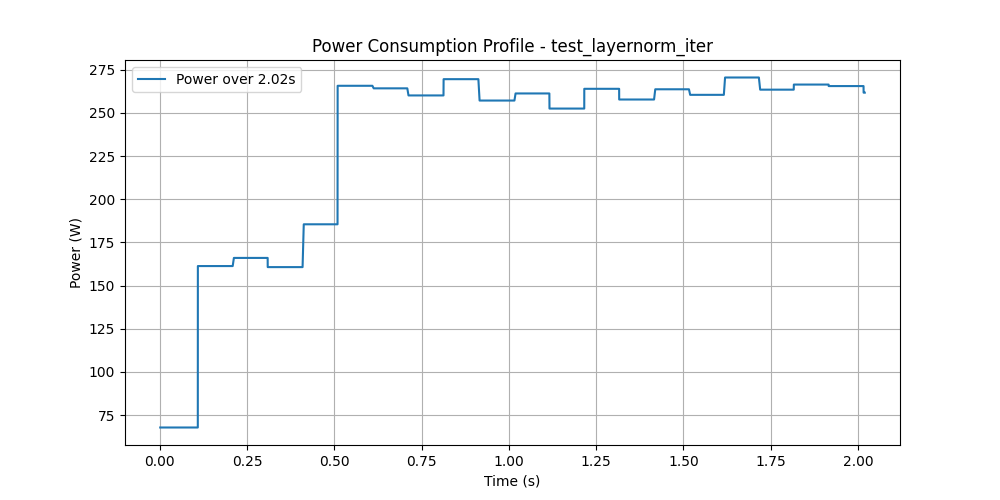 Power Consumption Profile - test_layernorm_iter
Power over 2.02s
275
250
225
200
175
150
125
100
75
Power (W)
0.00 0.25 0.50 0.75 1.00 1.25 1.50 1.75 2.00
Time (s)